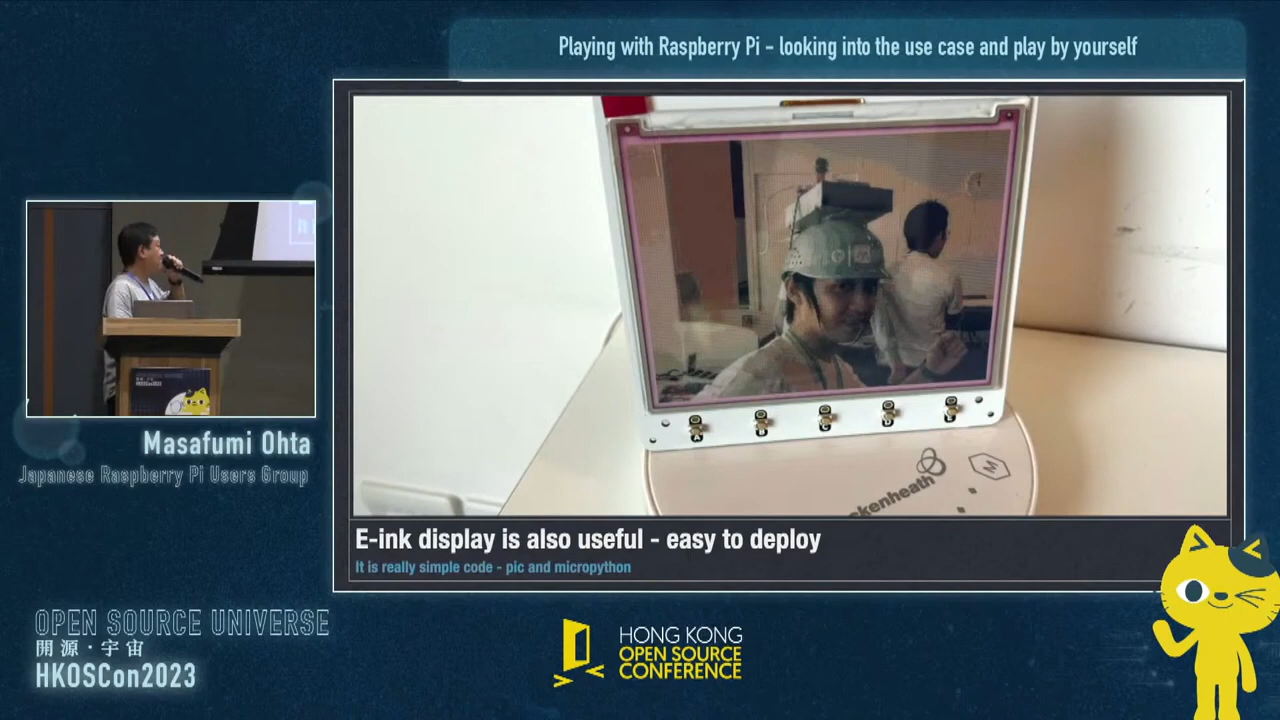 Playing with Raspberry Pi - looking into the use case and play by yourself
A
B
C
D
E
M
ckenheath
E-ink display is also useful - easy to deploy
It is really simple code - pic and micropython
Masafumi Ohta
Japanese Raspberry Pi Users Group
OPEN SOURCE UNIVERSE
開源·宇宙
HKOSCon2023
HONG KONG
OPEN SOURCE
CONFERENCE